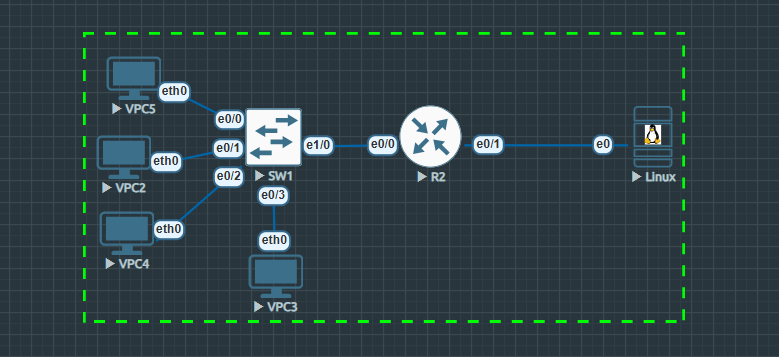 eth0
VPC5
e0/0
e0/1
eth0
VPC2
e0/2
SW1
e1/0
e0/0
R2
e0/1
e0
Linux
e0/3
eth0
VPC4
eth0
VPC3